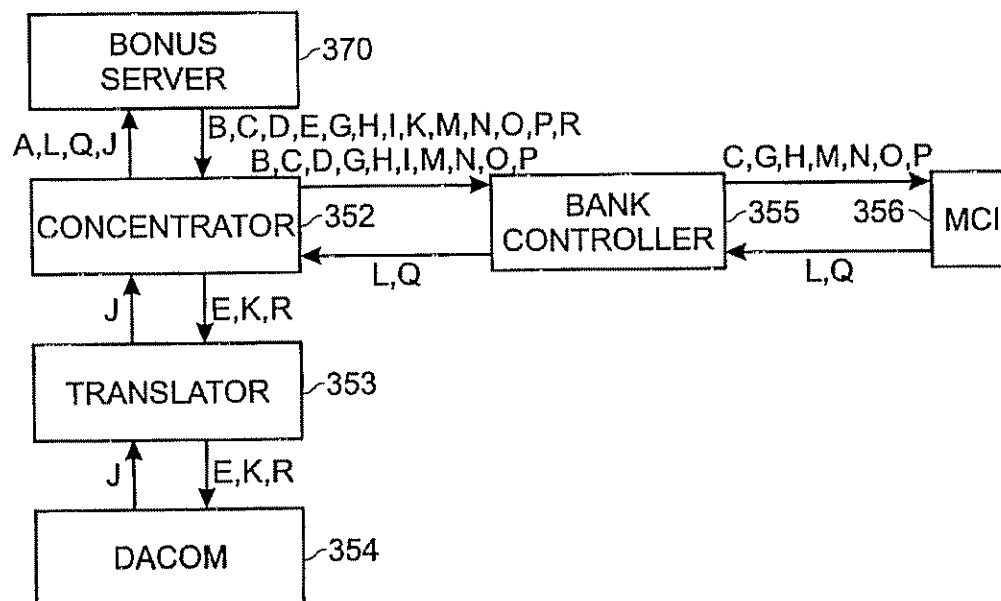 BONUS
SERVER
370
A,L,Q,J
B,C,D,E,G,H,I,K,M,N,O,P,R
B,C,D,G,H,I,M,N,O,P
C,G,H,M,N,O,P
CONCENTRATOR
352
BANK
CONTROLLER
355
356
MCI
L,Q
L,Q
J
E,K,R
TRANSLATOR
353
J
E,K,R
DACOM
354